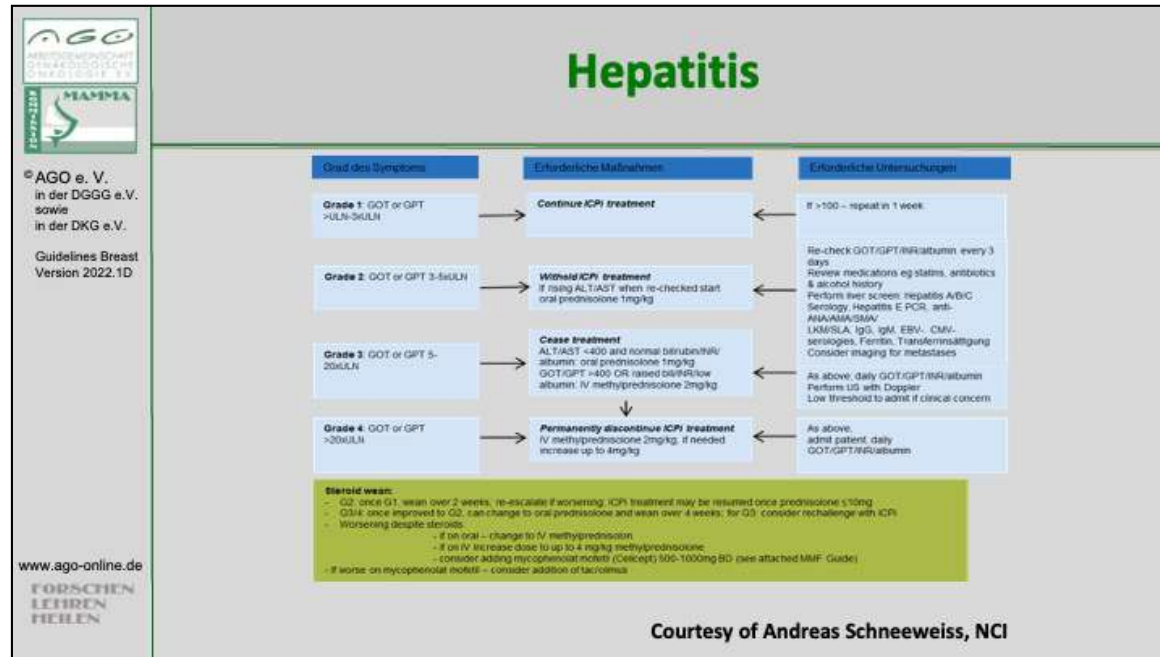 AGO
ARBEITSGEMEINSCHAFT
GYNÄKOLOGISCHE
ONKOLOGIE E.V.
MAMMA
© AGO e. V.
in der DGGG e.V.
sowie
in der DKG e.V.
Guidelines Breast
Version 2022.1D
www.ago-online.de
FORSCHEN
LEHREN
HEILEN
Hepatitis
Grad des Symptoms
Erforderliche Maßnahmen
Erforderliche Untersuchungen
Grade 1: GOT or GPT
>ULN-3xULN
Continue ICPi treatment
If >100 – repeat in 1 week
Grade 2: GOT or GPT 3-5xULN
Withold ICPi treatment
If rising ALT/AST when re-checked start
oral prednisolone 1mg/kg
Re-check GOT/GPT/INR/albumin every 3
days
Review medications eg statins, antibiotics
& alcohol history
Perform liver screen: Hepatitis A/B/C
Serology, Hepatitis E PCR, anti-
ANA/AMA/SMA/
LKM/SLA, IgG, IgM, EBV-, CMV-
serologies, Ferritin, Transferrinsättigung
Consider imaging for metastases
Grade 3: GOT or GPT 5-
20xULN
Cease treatment
ALT/AST <400 and normal bilirubin/INR/
albumin: oral prednisolone 1mg/kg
GOT/GPT >400 OR raised bili/INR/low
albumin: IV methylprednisolone 2mg/kg
As above, daily GOT/GPT/INR/albumin
Perform US with Doppler
Low threshold to admit if clinical concern
Grade 4: GOT or GPT
>20xULN
Permanently discontinue ICPi treatment
IV methylprednisolone 2mg/kg, if needed
increase up to 4mg/kg
As above,
admit patient, daily
GOT/GPT/INR/albumin
Steroid wean:
- G2: once G1, wean over 2 weeks, re-escalate if worsening, ICPi treatment may be resumed once prednisolone ≤10mg
- G3/4: once improved to G2, can change to oral prednisolone and wean over 4 weeks; for G3: consider rechallenge with ICPi
- Worsening despite steroids:
- if on oral – change to IV methylprednisolon
- if on IV increase dose to up to 4 mg/kg methylprednisolone
- consider adding mycophenolat mofetil (Cellcept) 500-1000mg BD (see attached MMF Guide)
- If worse on mycophenolat mofetil – consider addition of tacrolimus
Courtesy of Andreas Schneeweiss, NCI